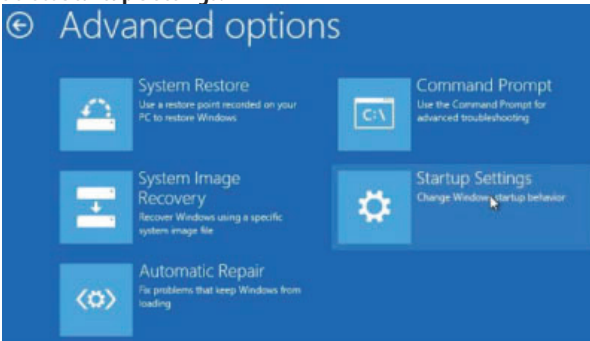 Advanced options
System Restore
Use a restore point recorded on your
PC to restore Windows
Command Prompt
Use the Command Prompt for
advanced troubleshooting
C:\
System Image
Recovery
Recover Windows using a specific
system image file
Startup Settings
Change Windows startup behavior
Automatic Repair
Fix problems that keep Windows from
loading